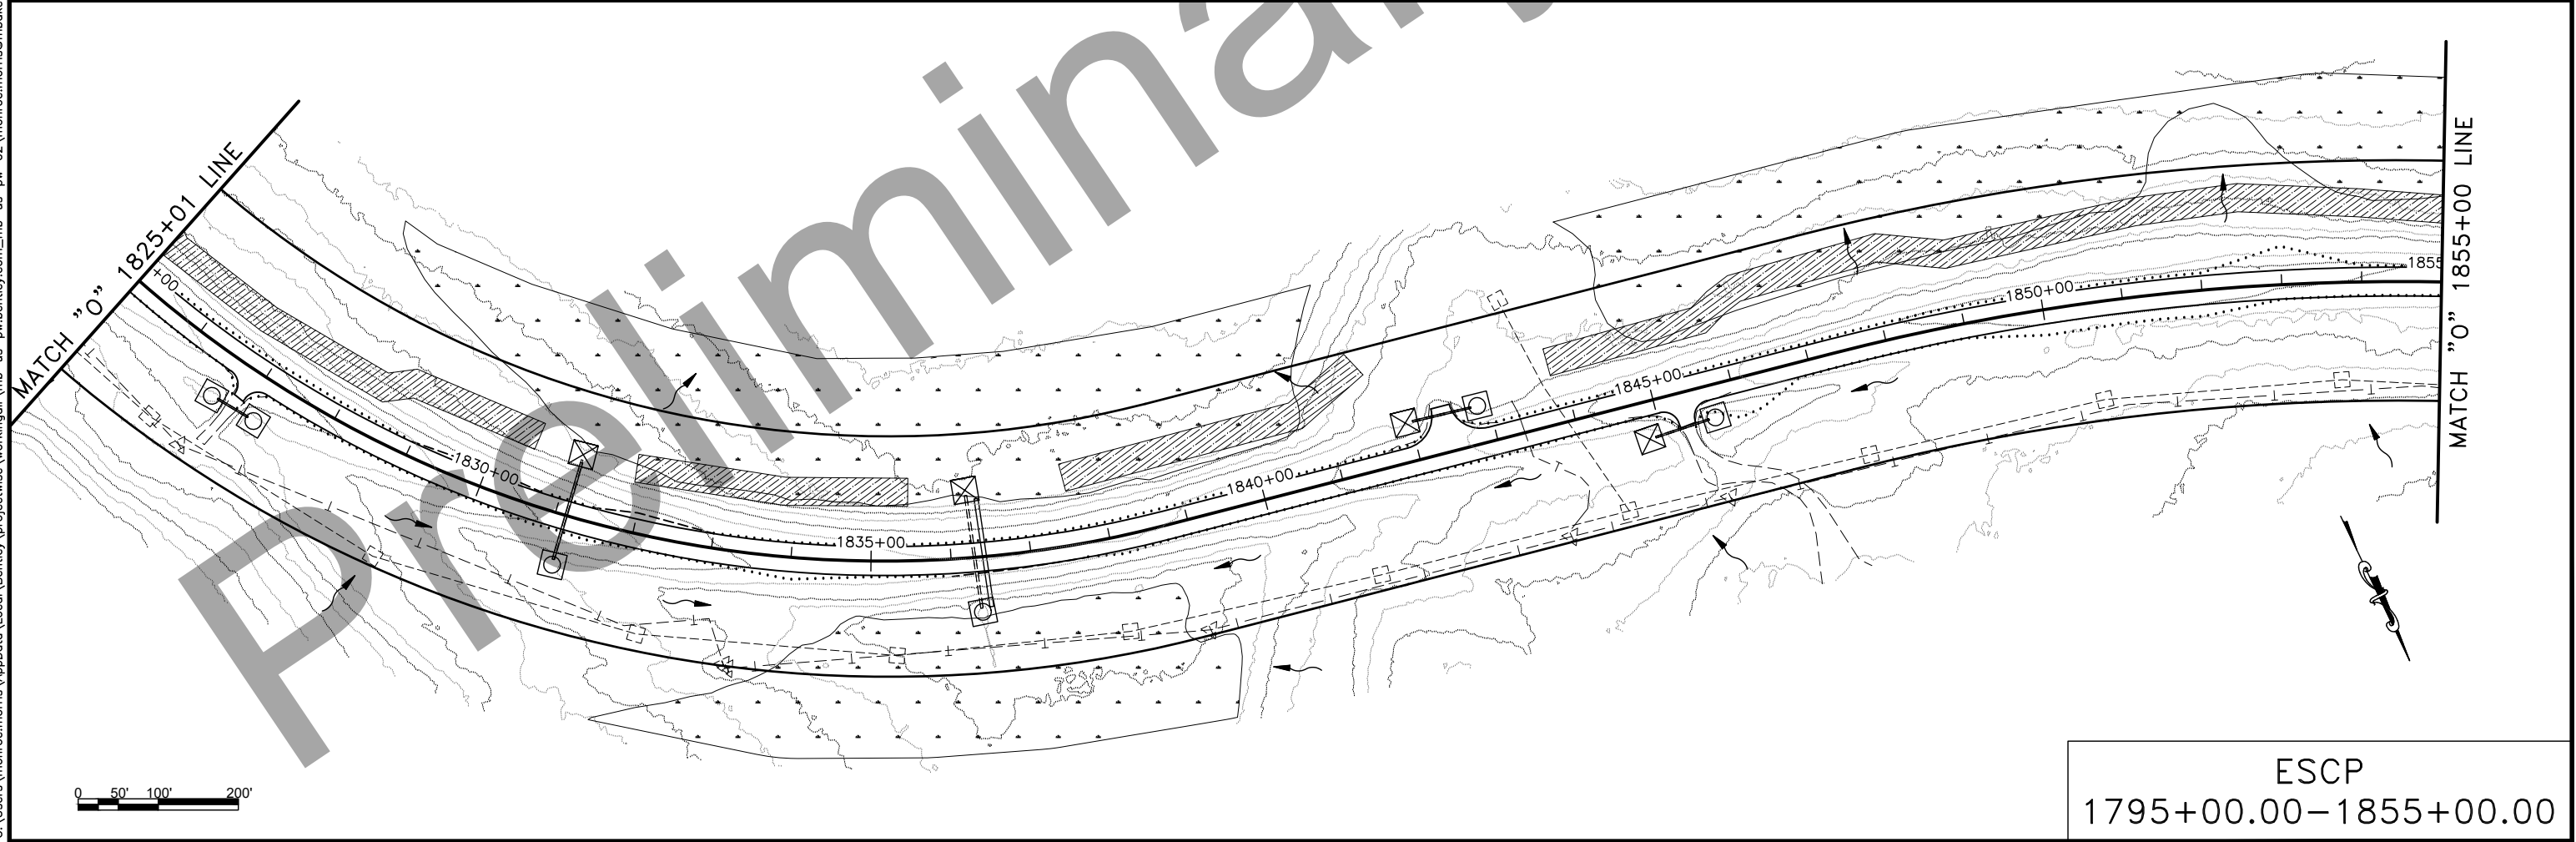 Preliminary
MATCH "O" 1825+01 LINE
+00
1830+00
1835+00
1840+00
1845+00
1850+00
1855
MATCH "O" 1855+00 LINE
0 50' 100' 200'
ESCP
1795+00.00-1855+00.00